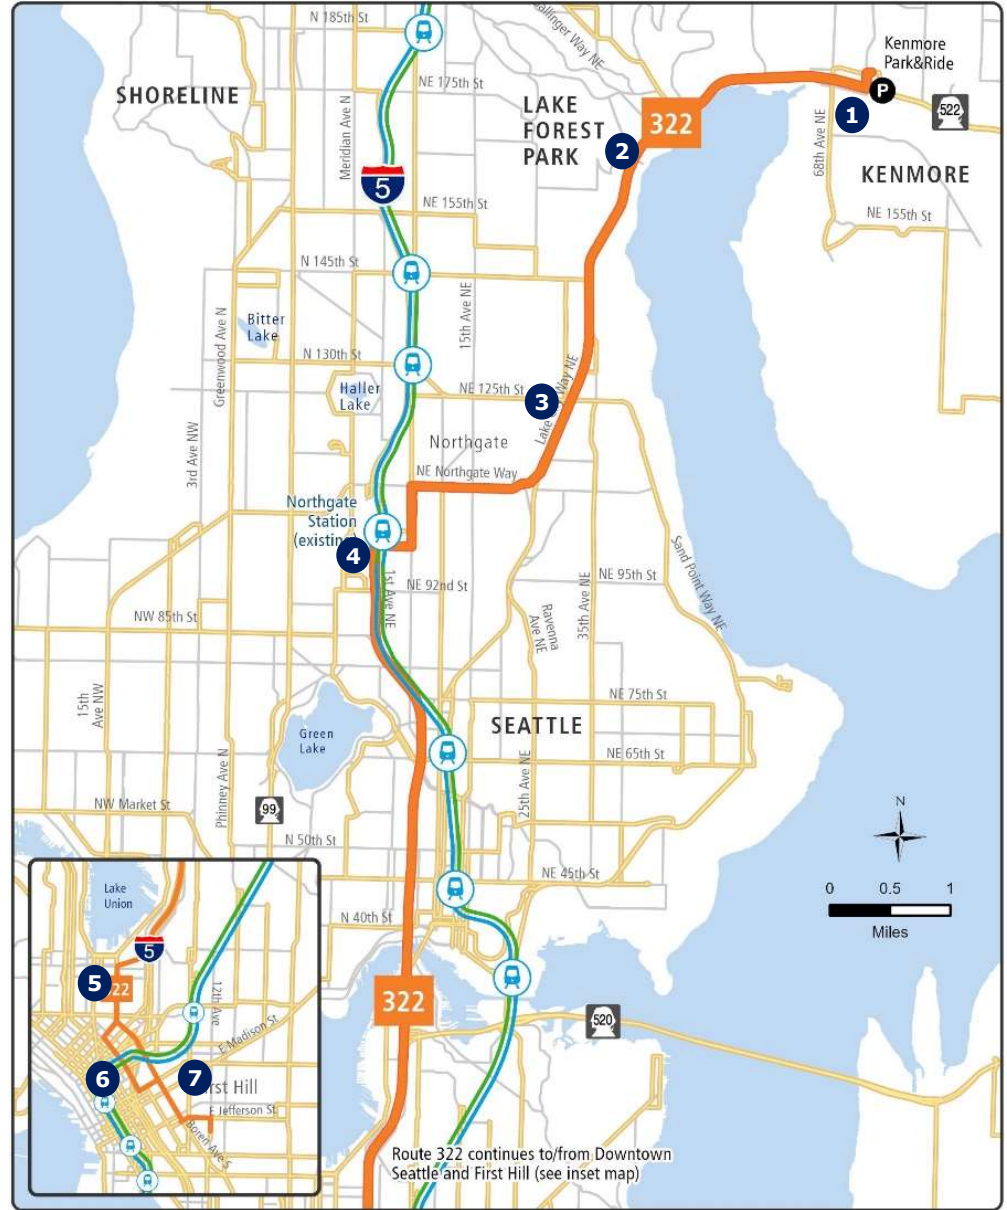 N 185th St
allinger Way NE
Kenmore
Park&Ride
NE 175th St
SHORELINE
Meridian Ave N
LAKE
FOREST
PARK
322
P
1
522
2
68th Ave NE
5
KENMORE
NE 155th St
NE 155th St
N 145th St
15th Ave NE
Bitter
Lake
Greenwood Ave N
N 130th St
Haller
Lake
NE 125th St
3
Lake
Way NE
3rd Ave NW
Northgate
NE Northgate Way
Northgate
Station
4
Sand Point Way NE
1st Ave NE
NE 92nd St
NE 95th St
35th Ave NE
Ravenna
Ave NE
NW 85th St
15th
Ave NW
NE 75th St
SEATTLE
Green
Lake
Phinney Ave N
NE 65th St
25th Ave NE
NW Market St
99
N 50th St
N
NE 45th St
0 0.5 1
Miles
N 40th St
Lake
Union
5
5
22
322
520
12th Ave
E Madison St
6
7
rst Hill
E Jefferson St
Boren Ave S
Route 322 continues to/from Downtown
Seattle and First Hill (see inset map)